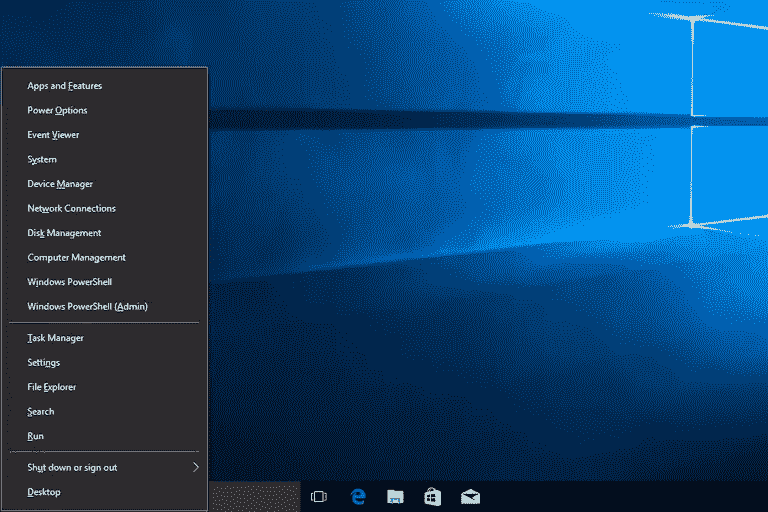 Apps and Features
Power Options
Event Viewer
System
Device Manager
Network Connections
Disk Management
Computer Management
Windows PowerShell
Windows PowerShell (Admin)
Task Manager
Settings
File Explorer
Search
Run
Shut down or sign out
Desktop